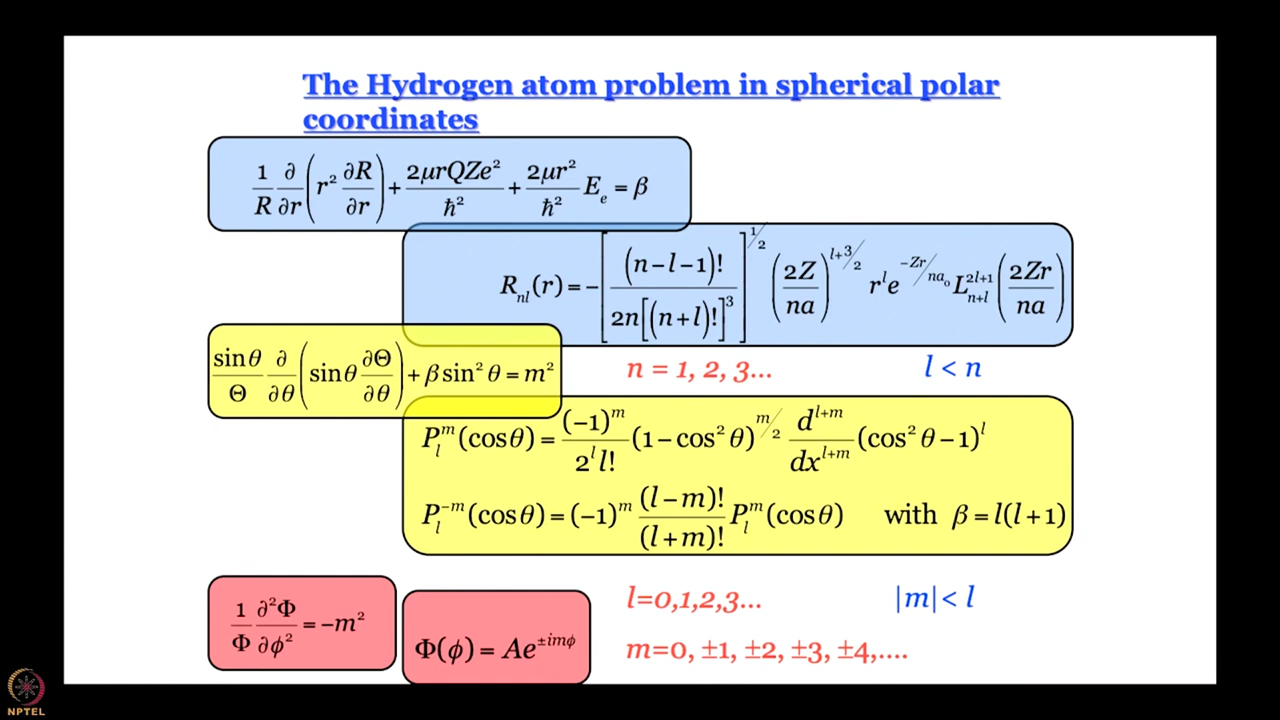 The Hydrogen atom problem in spherical polar
coordinates
1/R ∂/∂r (r² ∂R/∂r) + 2μrQZe²/ħ² + 2μr²/ħ² Eₑ = β
Rₙₗ(r) = −[(n−l−1)!/2n[(n+l)!]³]^{1/2} (2Z/na)^{l+3/2} r^l e^{−Zr/na₀} L_{n+l}^{2l+1} (2Zr/na)
sinθ/Θ ∂/∂θ (sinθ ∂Θ/∂θ) + β sin²θ = m²
n = 1, 2, 3... l < n
P_l^m (cosθ) = (−1)^m/2^l l! (1−cos²θ)^{m/2} d^{l+m}/dx^{l+m} (cos²θ−1)^l
P_l^{−m} (cosθ) = (−1)^m (l−m)!/(l+m)! P_l^m (cosθ) with β = l(l+1)
1/Φ ∂²Φ/∂ϕ² = −m²
Φ(ϕ) = Ae^{±imϕ}
l=0,1,2,3... |m|< l
m=0, ±1, ±2, ±3, ±4,....
NPTEL